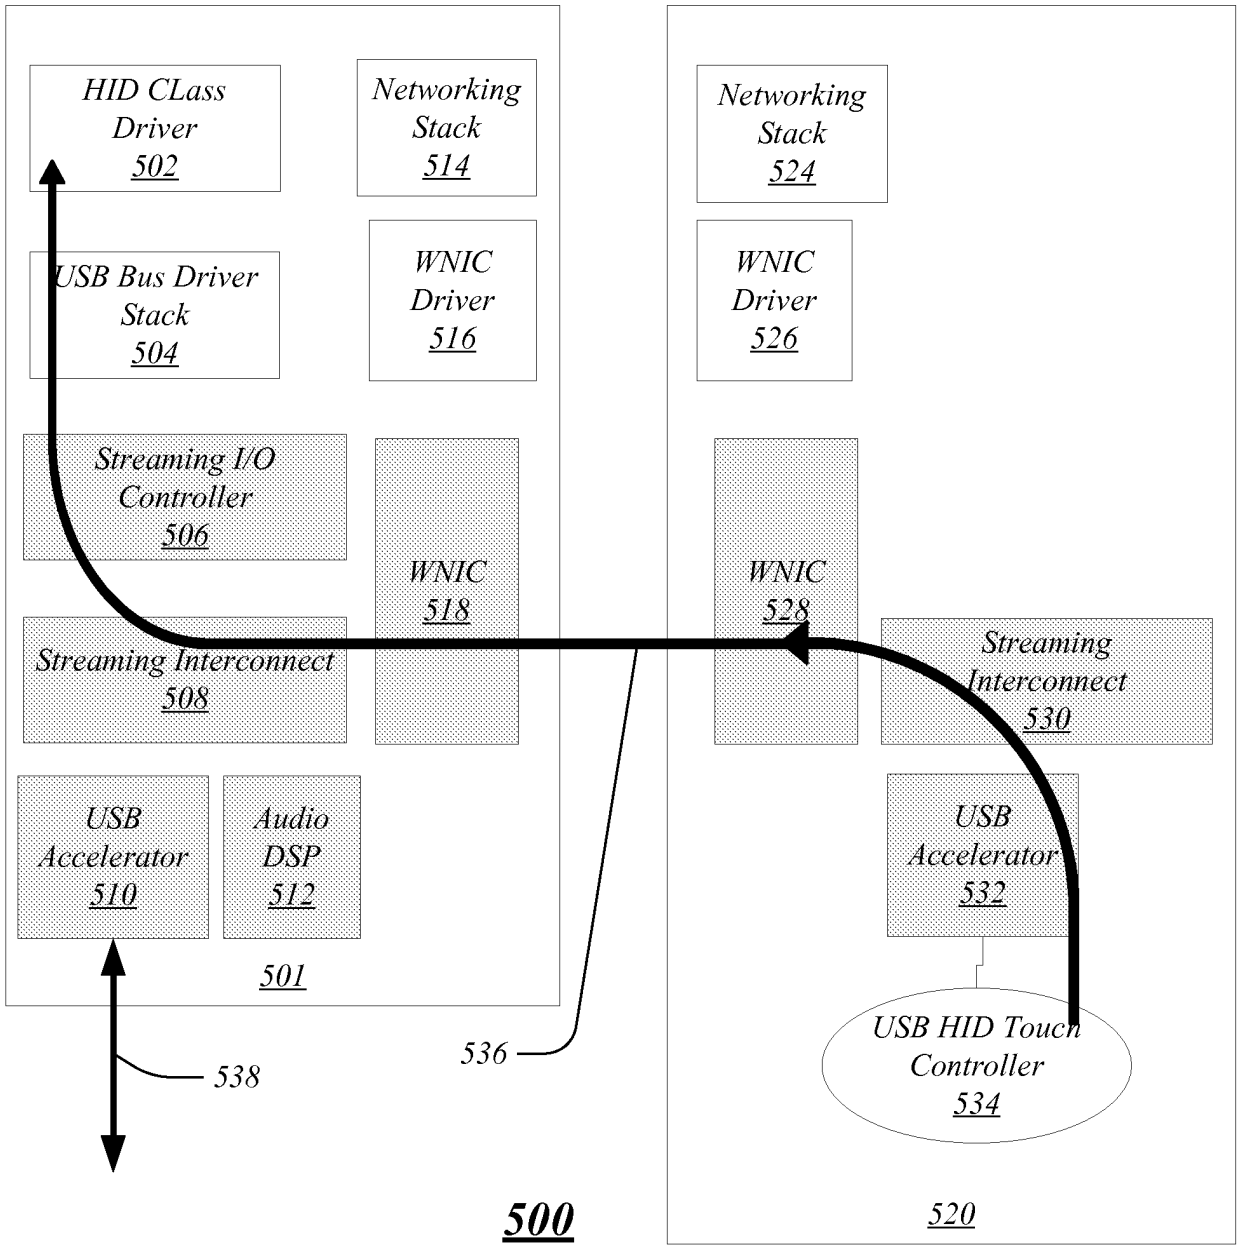 HID CLass
Driver
502
Networking
Stack
514
Networking
Stack
524
USB Bus Driver
Stack
504
WNIC
Driver
516
WNIC
Driver
526
Streaming I/O
Controller
506
WNIC
518
WNIC
528
Streaming Interconnect
508
Streaming
Interconnect
530
USB
Accelerator
510
Audio
DSP
512
USB
Accelerator
532
501
USB HID Touch
Controller
534
536
538
500
520